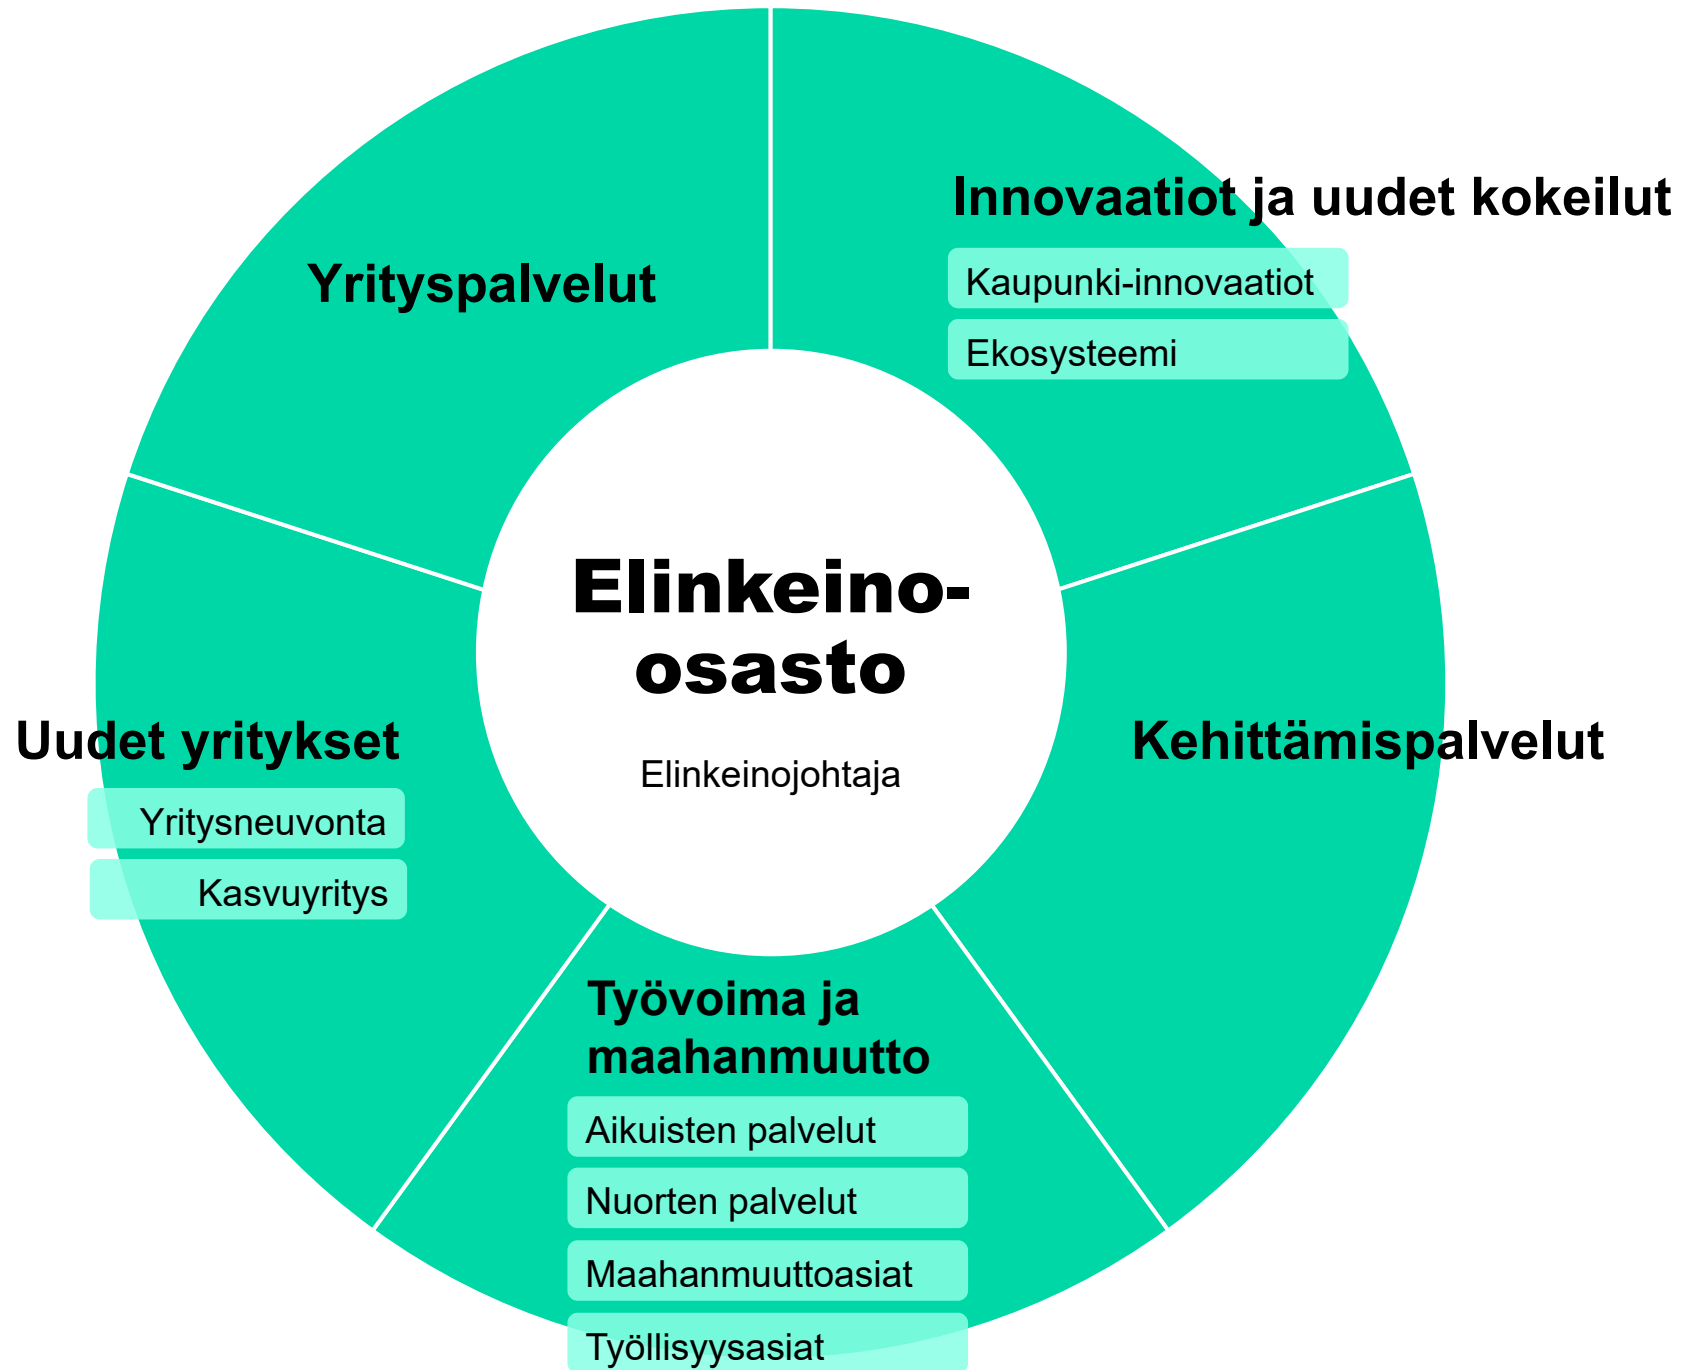 Innovaatiot ja uudet kokeilut
Kaupunki-innovaatiot
Ekosysteemi
Yrityspalvelut
Elinkeino-
osasto
Elinkeinojohtaja
Kehittämispalvelut
Uudet yritykset
Yritysneuvonta
Kasvuyritys
Työvoima ja
maahanmuutto
Aikuisten palvelut
Nuorten palvelut
Maahanmuuttoasiat
Työllisyysasiat